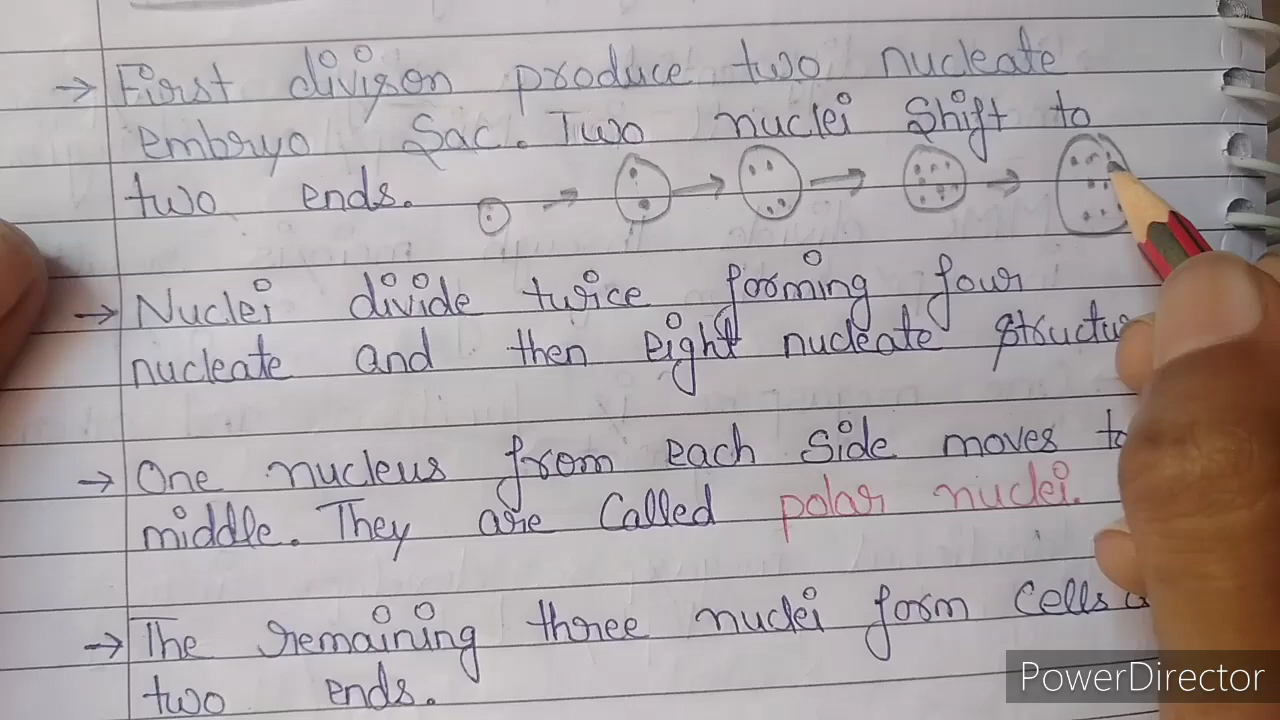 → First divison produce two nucleate
embryo Sac. Two nuclei Shift to
two ends.
→ Nuclei divide twice forming four
nucleate and then eight nucleate structu
→ One nucleus from each side moves to
middle. They are Called polar nuclei.
→ The remaining three nuclei form Cells
two ends.
PowerDirector